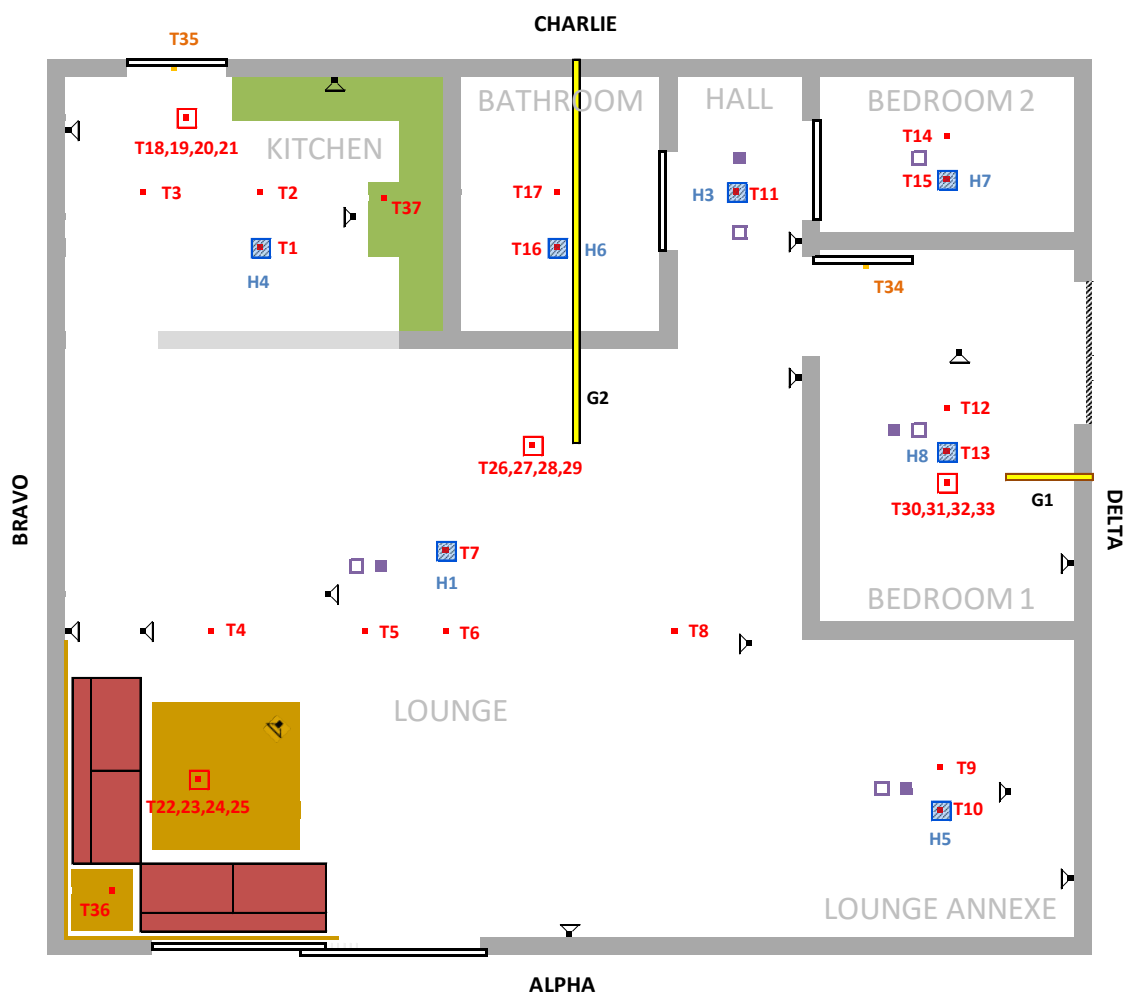 CHARLIE
T35
BATHROOM
HALL
BEDROOM 2
T18,19,20,21
KITCHEN
T14
T3
T2
T37
T17
H3
T11
T15
H7
T1
T16
H6
H4
T34
G2
T12
H8
T13
T26,27,28,29
BRAVO
T30,31,32,33
G1
DELTA
T7
H1
BEDROOM 1
T4
T5
T6
T8
LOUNGE
T9
T22,23,24,25
T10
H5
T36
LOUNGE ANNEXE
ALPHA